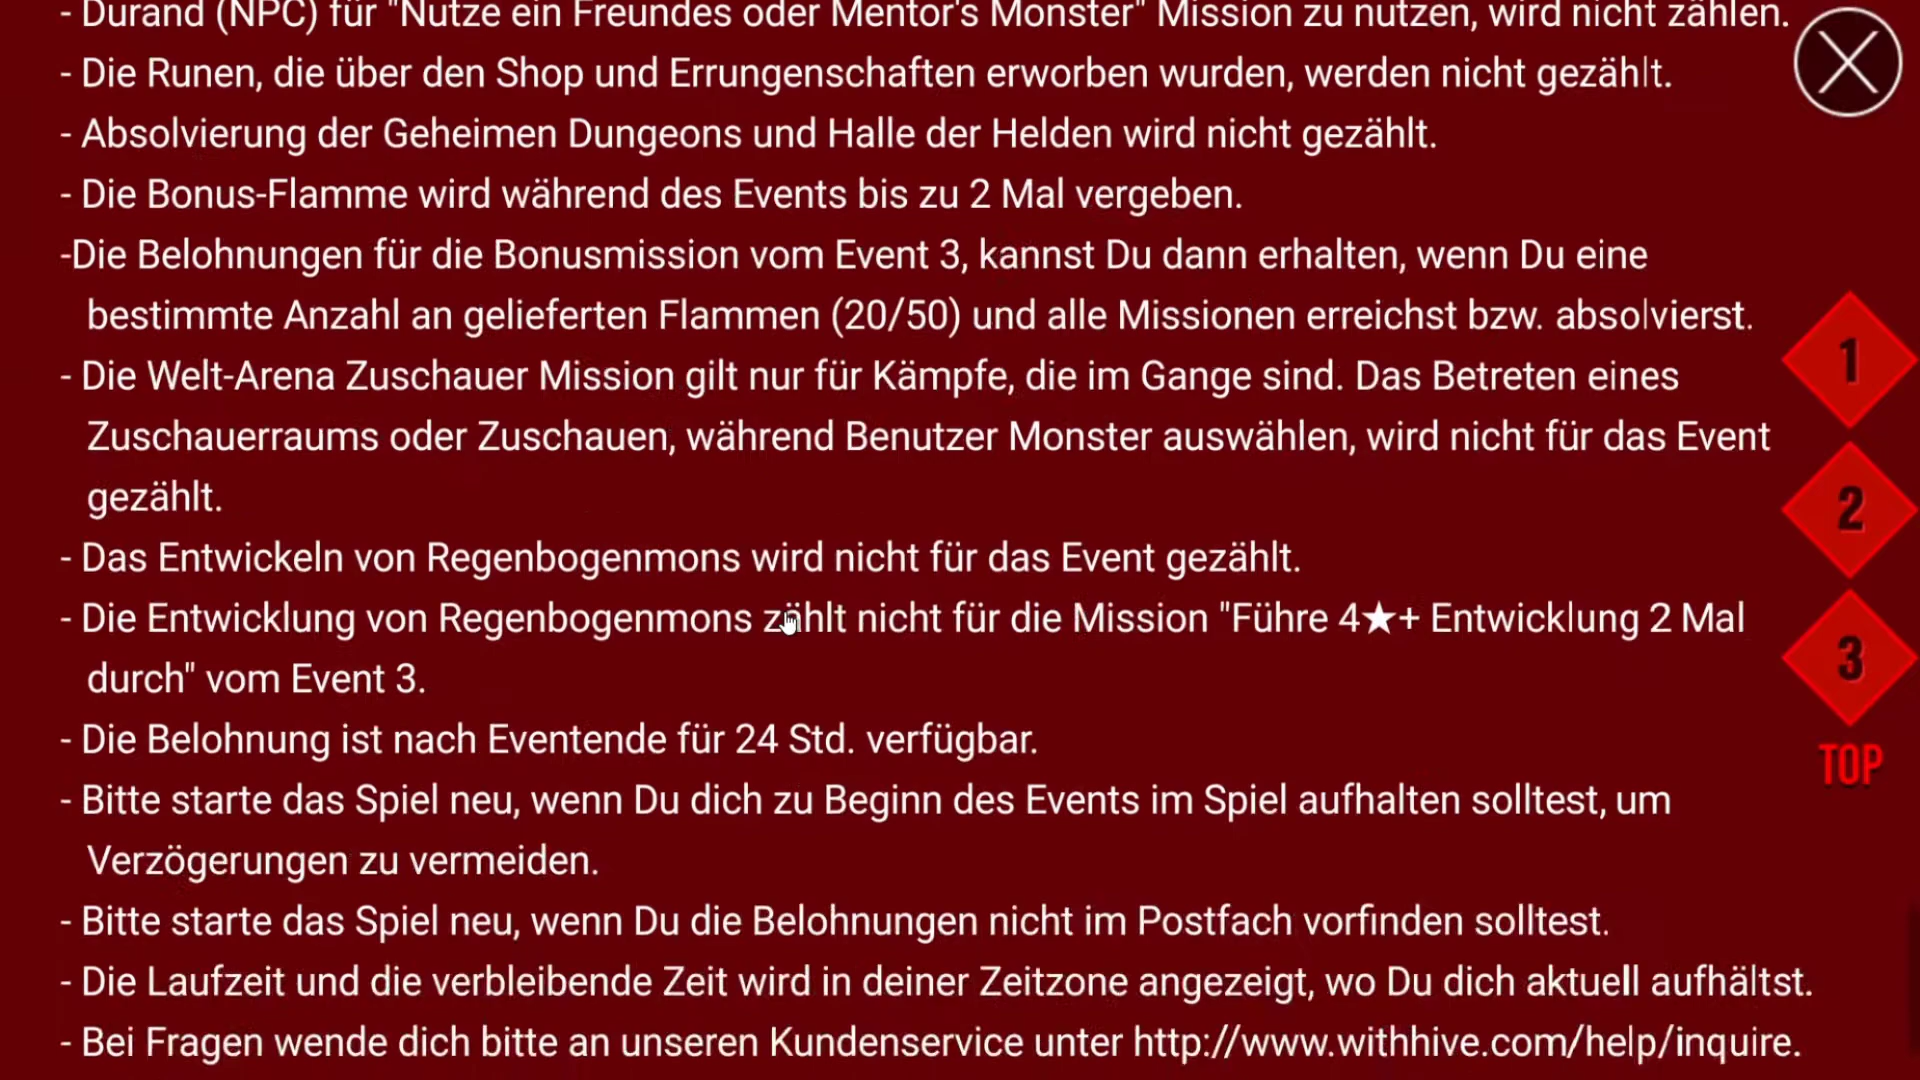 - Durand (NPC) für "Nutze ein Freundes oder Mentor's Monster" Mission zu nutzen, wird nicht zählen.
- Die Runen, die über den Shop und Errungenschaften erworben wurden, werden nicht gezählt.
- Absolvierung der Geheimen Dungeons und Halle der Helden wird nicht gezählt.
- Die Bonus-Flamme wird während des Events bis zu 2 Mal vergeben.
-Die Belohnungen für die Bonusmission vom Event 3, kannst Du dann erhalten, wenn Du eine
bestimmte Anzahl an gelieferten Flammen (20/50) und alle Missionen erreichst bzw. absolvierst.
- Die Welt-Arena Zuschauer Mission gilt nur für Kämpfe, die im Gange sind. Das Betreten eines
Zuschauerraums oder Zuschauen, während Benutzer Monster auswählen, wird nicht für das Event
gezählt.
- Das Entwickeln von Regenbogenmons wird nicht für das Event gezählt.
- Die Entwicklung von Regenbogenmons zählt nicht für die Mission "Führe 4★+ Entwicklung 2 Mal
durch" vom Event 3.
- Die Belohnung ist nach Eventende für 24 Std. verfügbar.
- Bitte starte das Spiel neu, wenn Du dich zu Beginn des Events im Spiel aufhalten solltest, um
Verzögerungen zu vermeiden.
- Bitte starte das Spiel neu, wenn Du die Belohnungen nicht im Postfach vorfinden solltest.
- Die Laufzeit und die verbleibende Zeit wird in deiner Zeitzone angezeigt, wo Du dich aktuell aufhältst.
- Bei Fragen wende dich bitte an unseren Kundenservice unter http://www.withhive.com/help/inquire.
1
2
3
TOP